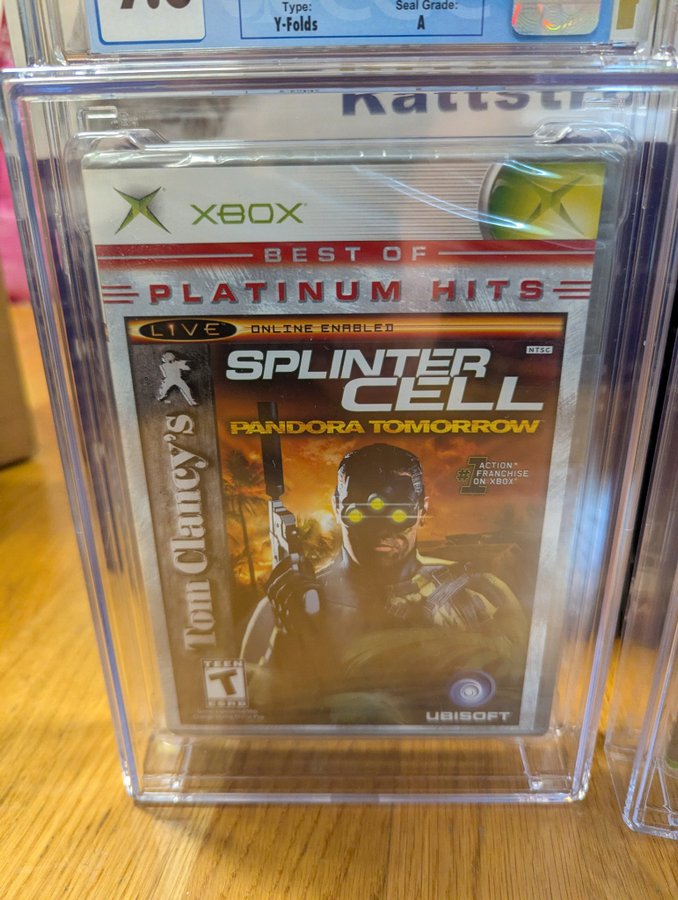 Type:
Y-Folds
Seal Grade:
A
XBOX
BEST OF
PLATINUM HITS
LIVE ONLINE ENABLED
NTSC
SPLINTER
CELL
PANDORA TOMORROW
#1 ACTION*
FRANCHISE
ON XBOX
Tom Clancy's
TEEN
T
ESRB
UBISOFT